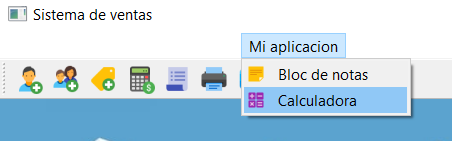 Sistema de ventas
Mi aplicacion
Bloc de notas
Calculadora